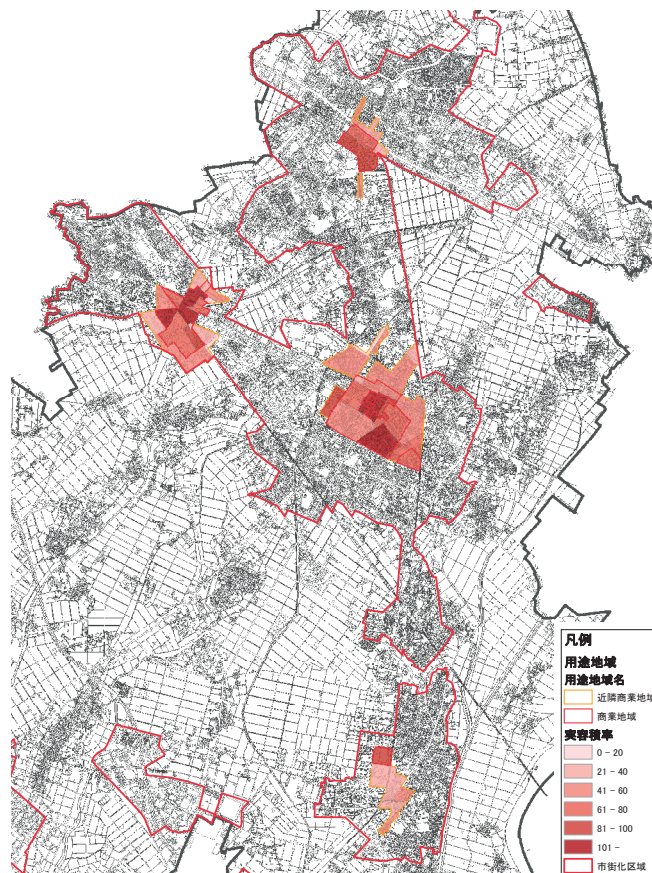 凡例
用途地域
用途地域名
近隣商業地域
商業地域
実容積率
0 - 20
21 - 40
41 - 60
61 - 80
81 - 100
101 -
市街化区域